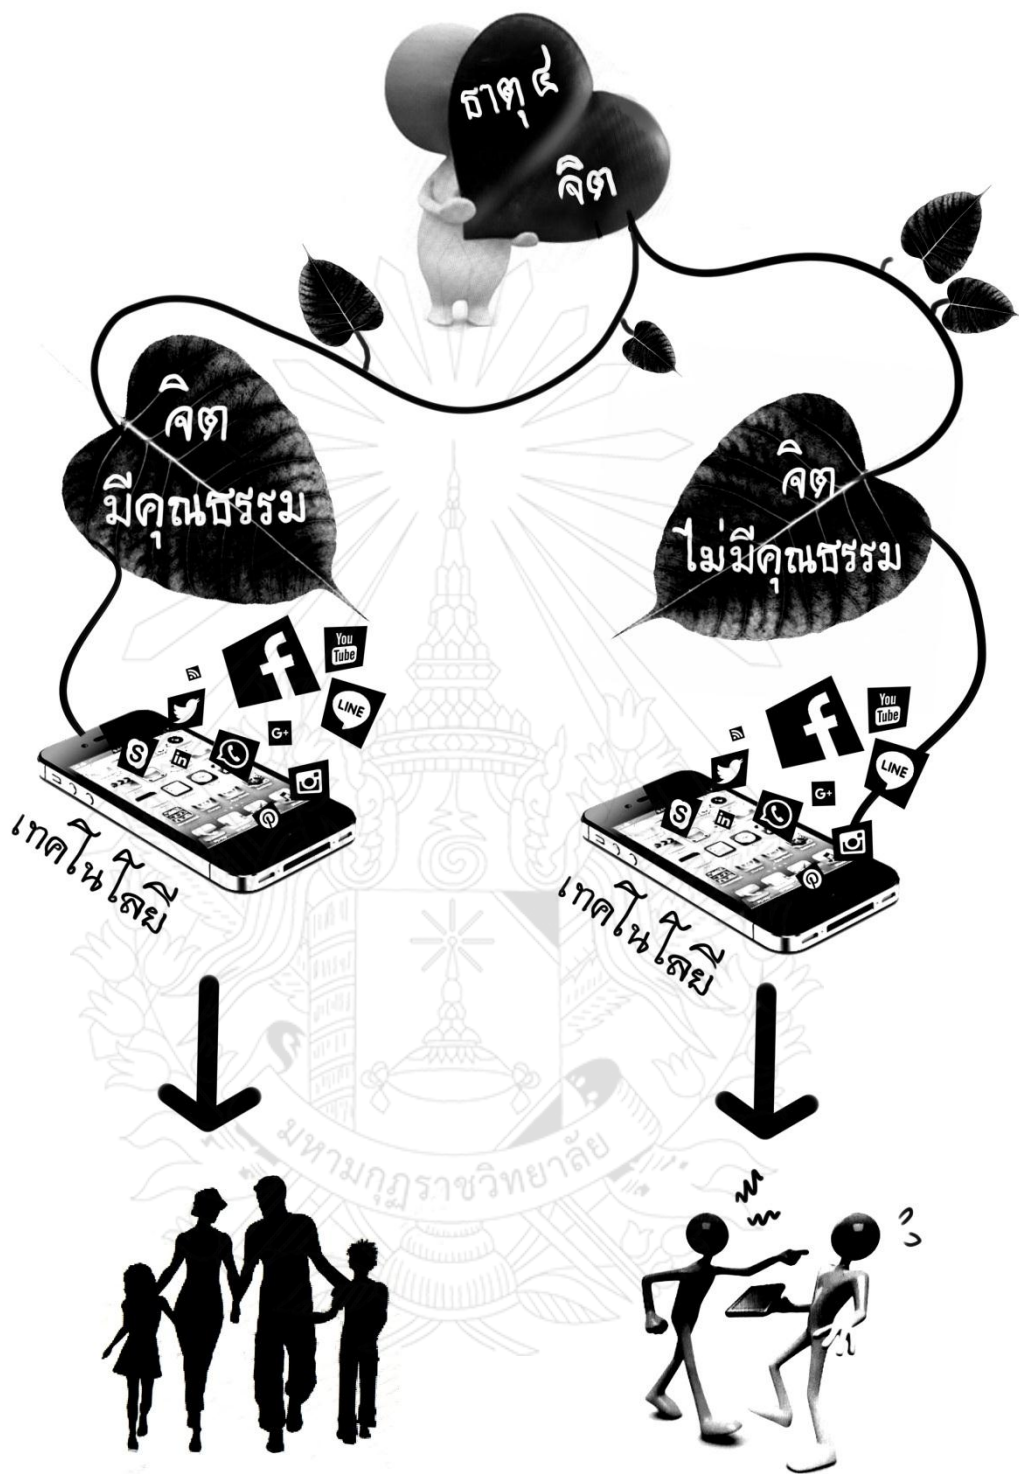 ธาตุ ๔
จิต
จิต
มีคุณธรรม
จิต
ไม่มีคุณธรรม
f
You
Tube
LINE
G+
S
in
เทคโนโลยี
f
You
Tube
LINE
G+
S
in
เทคโนโลยี
มหามกุฏราชวิทยาลัย